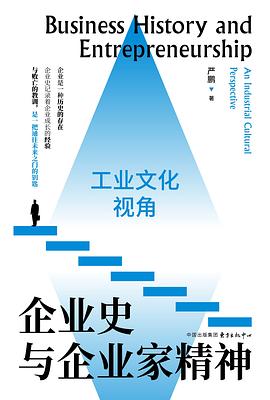 Business History and
Entrepreneurship
An Industrial Cultural
Perspective
严鹏
著
企业是一种历史的存在
企业史记录着企业成长的经验
与败亡的教训，是一把通往未来之门的钥匙
工业文化
视角
企业史
与企业家精神
中国出版集团 东方出版中心